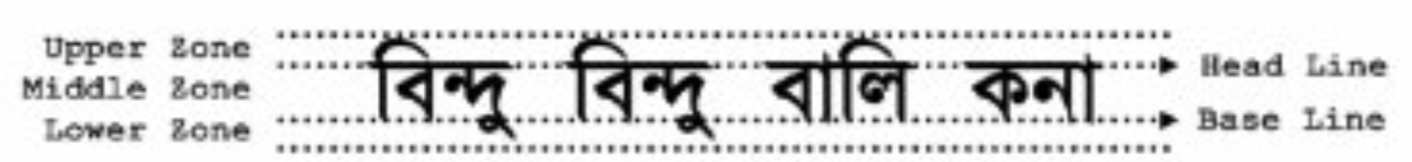 Upper Zone
Middle Zone
Lower Zone
বিন্দু বিন্দু বালি কনা
Head Line
Base Line